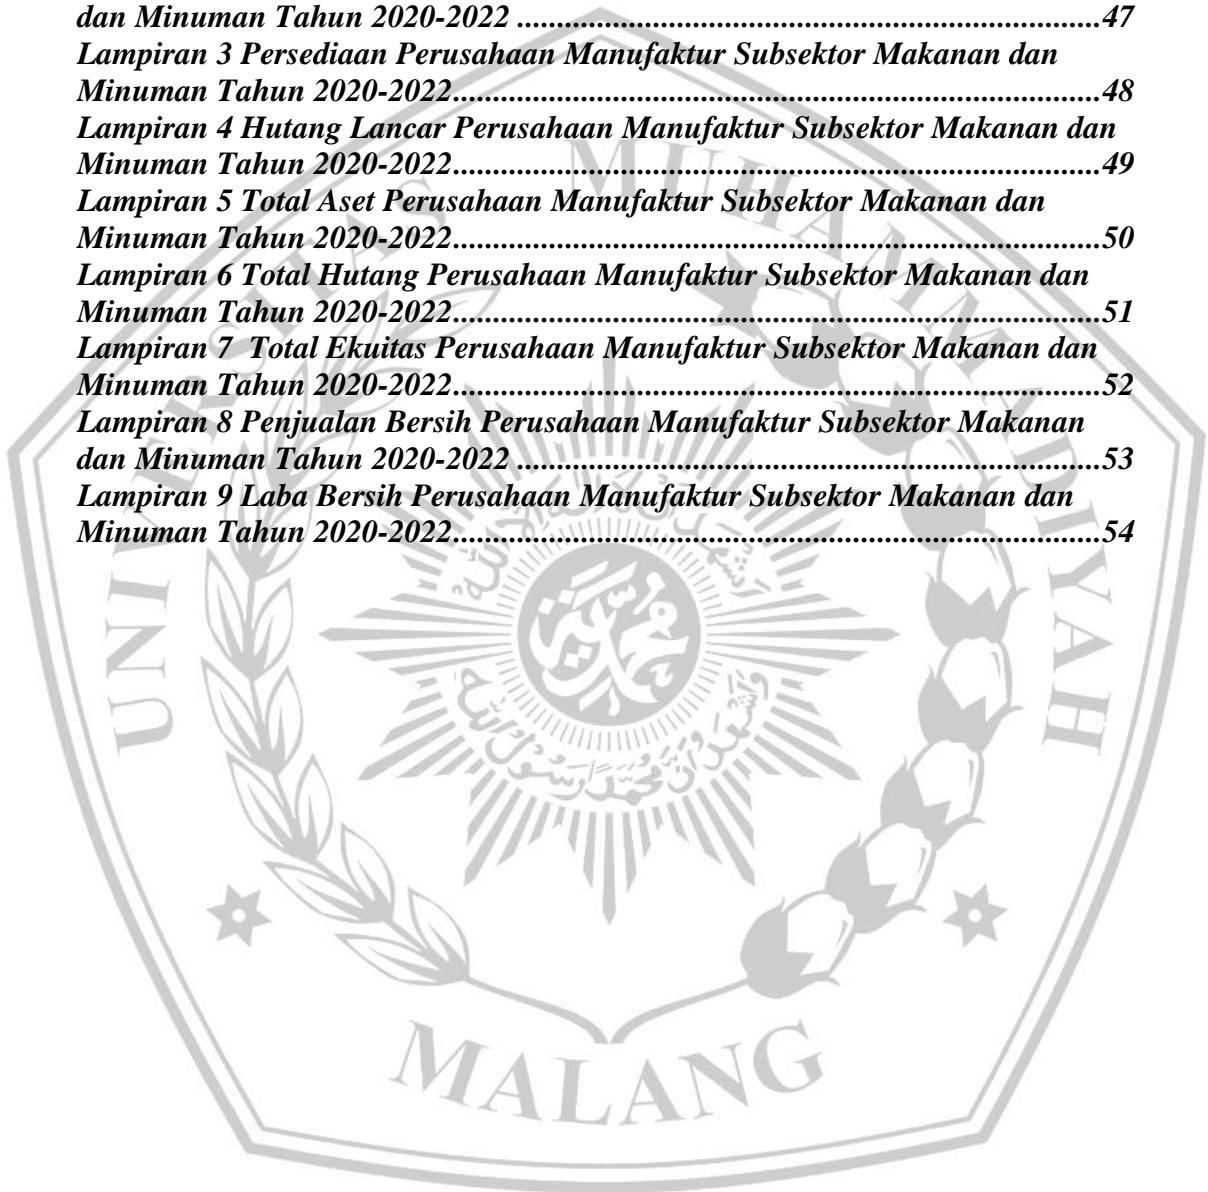 dan Minuman Tahun 2020-2022 ...........................................................................47
Lampiran 3 Persediaan Perusahaan Manufaktur Subsektor Makanan dan
Minuman Tahun 2020-2022...................................................................................48
Lampiran 4 Hutang Lancar Perusahaan Manufaktur Subsektor Makanan dan
Minuman Tahun 2020-2022...................................................................................49
Lampiran 5 Total Aset Perusahaan Manufaktur Subsektor Makanan dan
Minuman Tahun 2020-2022...................................................................................50
Lampiran 6 Total Hutang Perusahaan Manufaktur Subsektor Makanan dan
Minuman Tahun 2020-2022...................................................................................51
Lampiran 7  Total Ekuitas Perusahaan Manufaktur Subsektor Makanan dan
Minuman Tahun 2020-2022...................................................................................52
Lampiran 8 Penjualan Bersih Perusahaan Manufaktur Subsektor Makanan
dan Minuman Tahun 2020-2022 ...........................................................................53
Lampiran 9 Laba Bersih Perusahaan Manufaktur Subsektor Makanan dan
Minuman Tahun 2020-2022...................................................................................54
UNIVERSITAS MUHAMMADIYAH
MALANG